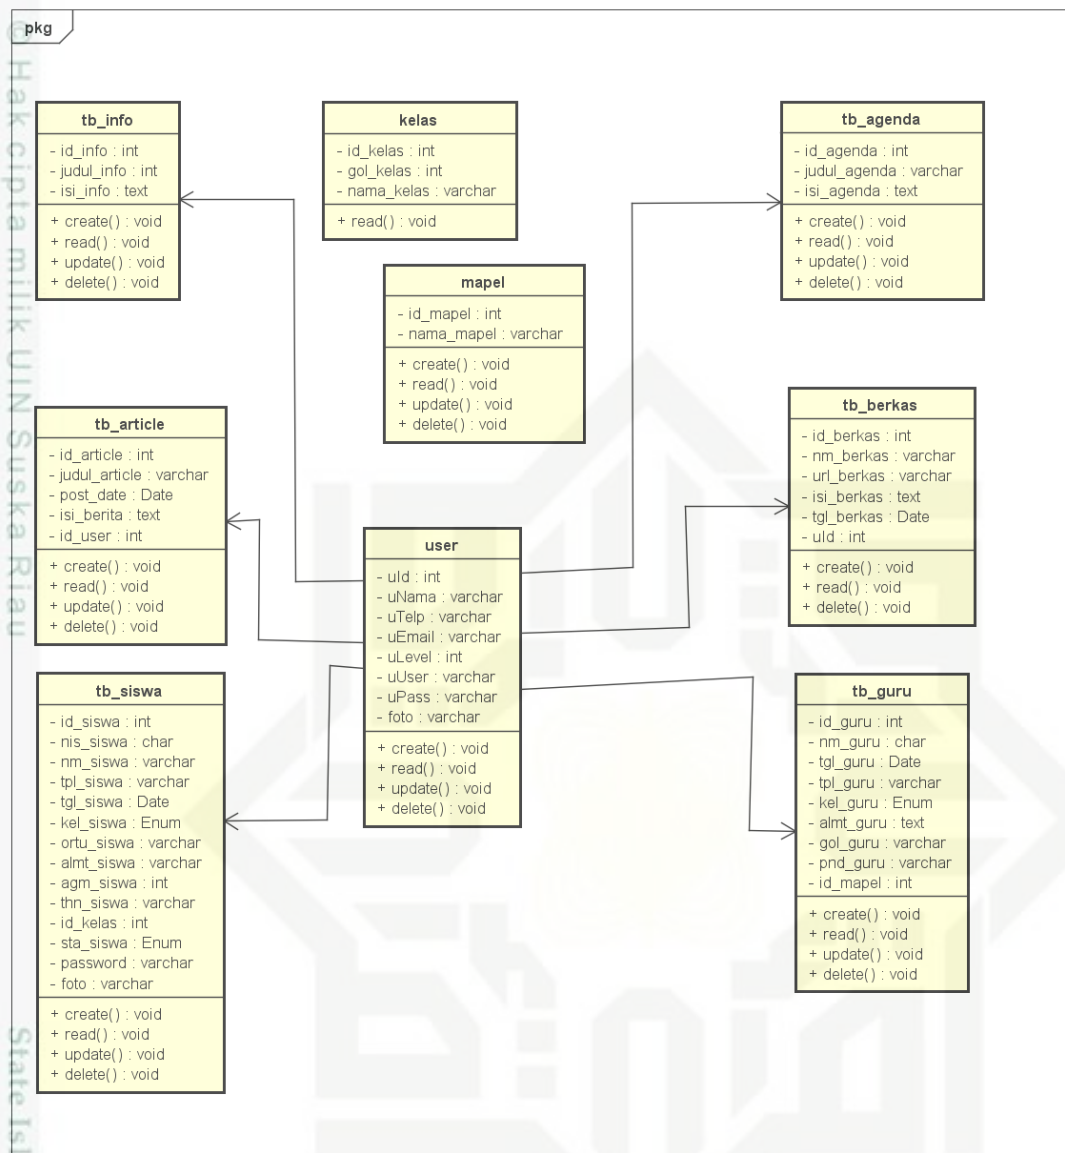 pkg
© Hak cipta milik UIN Suska Riau
State Isl
tb_info
- id_info : int
- judul_info : int
- isi_info : text
+ create() : void
+ read() : void
+ update() : void
+ delete() : void
kelas
- id_kelas : int
- gol_kelas : int
- nama_kelas : varchar
+ read() : void
tb_agenda
- id_agenda : int
- judul_agenda : varchar
- isi_agenda : text
+ create() : void
+ read() : void
+ update() : void
+ delete() : void
mapel
- id_mapel : int
- nama_mapel : varchar
+ create() : void
+ read() : void
+ update() : void
+ delete() : void
tb_article
- id_article : int
- judul_article : varchar
- post_date : Date
- isi_berita : text
- id_user : int
+ create() : void
+ read() : void
+ update() : void
+ delete() : void
tb_berkas
- id_berkas : int
- nm_berkas : varchar
- url_berkas : varchar
- isi_berkas : text
- tgl_berkas : Date
- uId : int
+ create() : void
+ read() : void
+ delete() : void
user
- uId : int
- uNama : varchar
- uTelp : varchar
- uEmail : varchar
- uLevel : int
- uUser : varchar
- uPass : varchar
- foto : varchar
+ create() : void
+ read() : void
+ update() : void
+ delete() : void
tb_siswa
- id_siswa : int
- nis_siswa : char
- nm_siswa : varchar
- tpl_siswa : varchar
- tgl_siswa : Date
- kel_siswa : Enum
- ortu_siswa : varchar
- almt_siswa : varchar
- agm_siswa : int
- thn_siswa : varchar
- id_kelas : int
- sta_siswa : Enum
- password : varchar
- foto : varchar
+ create() : void
+ read() : void
+ update() : void
+ delete() : void
tb_guru
- id_guru : int
- nm_guru : char
- tgl_guru : Date
- tpl_guru : varchar
- kel_guru : Enum
- almt_guru : text
- gol_guru : varchar
- pnd_guru : varchar
- id_mapel : int
+ create() : void
+ read() : void
+ update() : void
+ delete() : void